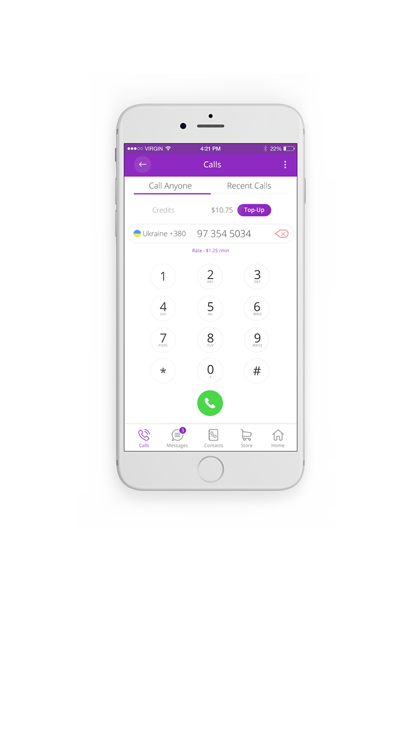 VIRGIN 4:21 PM 22%
Calls
Call Anyone Recent Calls
Credits $10.75 Top-Up
Ukraine +380 97 354 5034
Rate - $1.25 /min
1 2 3
ABC DEF
4 5 6
GHI JKL MNO
7 8 9
PQRS TUV WXYZ
* 0 #
+
Calls Messages 3 Contacts Store Home